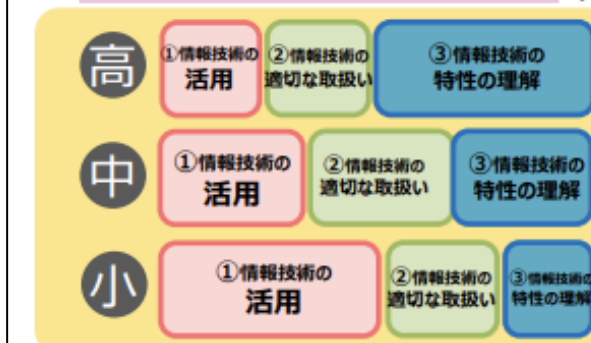 高
①情報技術の
活用
②情報技術の
適切な取扱い
③情報技術の
特性の理解
中
①情報技術の
活用
②情報技術の
適切な取扱い
③情報技術の
特性の理解
小
①情報技術の
活用
②情報技術の
適切な取扱い
③情報技術の
特性の理解